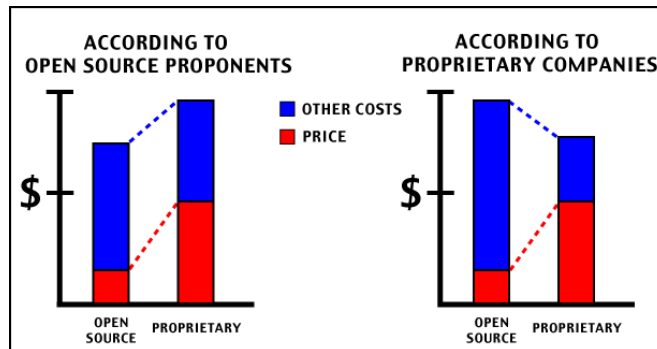 ACCORDING TO
OPEN SOURCE PROPONENTS
ACCORDING TO
PROPRIETARY COMPANIES
OTHER COSTS
PRICE
$
$
OPEN
SOURCE
PROPRIETARY
OPEN
SOURCE
PROPRIETARY